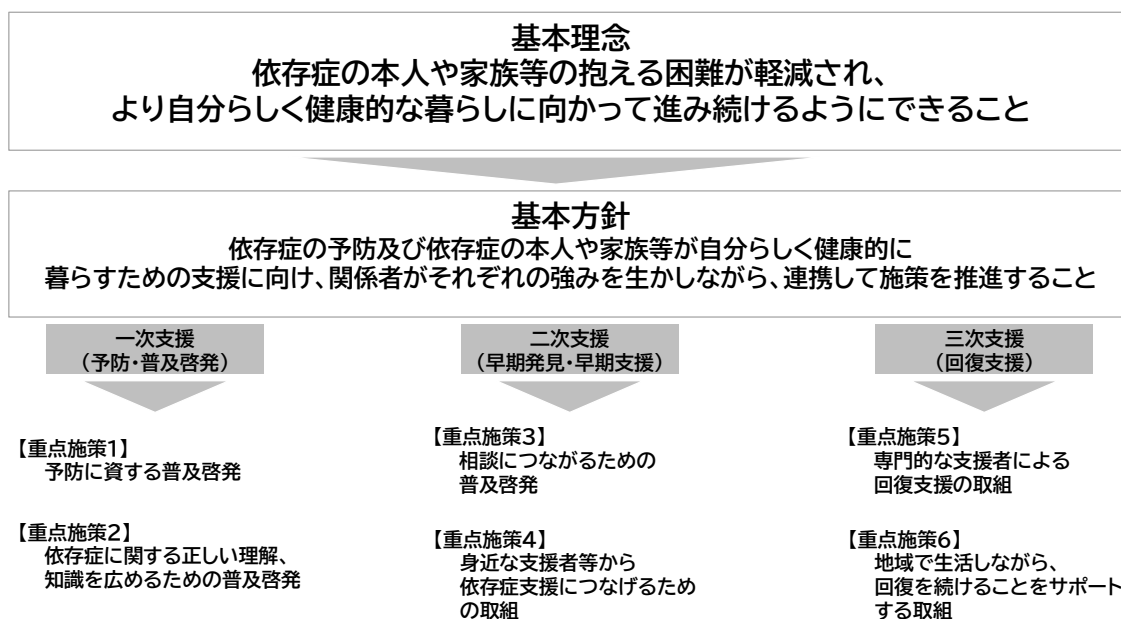 基本理念
依存症の本人や家族等の抱える困難が軽減され、
より自分らしく健康的な暮らしに向かって進み続けるようにできること
基本方針
依存症の予防及び依存症の本人や家族等が自分らしく健康的に
暮らすための支援に向け、関係者がそれぞれの強みを生かしながら、連携して施策を推進すること
一次支援
（予防・普及啓発）
【重点施策1】
予防に資する普及啓発
【重点施策2】
依存症に関する正しい理解、
知識を広めるための普及啓発
二次支援
（早期発見・早期支援）
【重点施策3】
相談につながるための
普及啓発
【重点施策4】
身近な支援者等から
依存症支援につなげるため
の取組
三次支援
（回復支援）
【重点施策5】
専門的な支援者による
回復支援の取組
【重点施策6】
地域で生活しながら、
回復を続けることをサポート
する取組